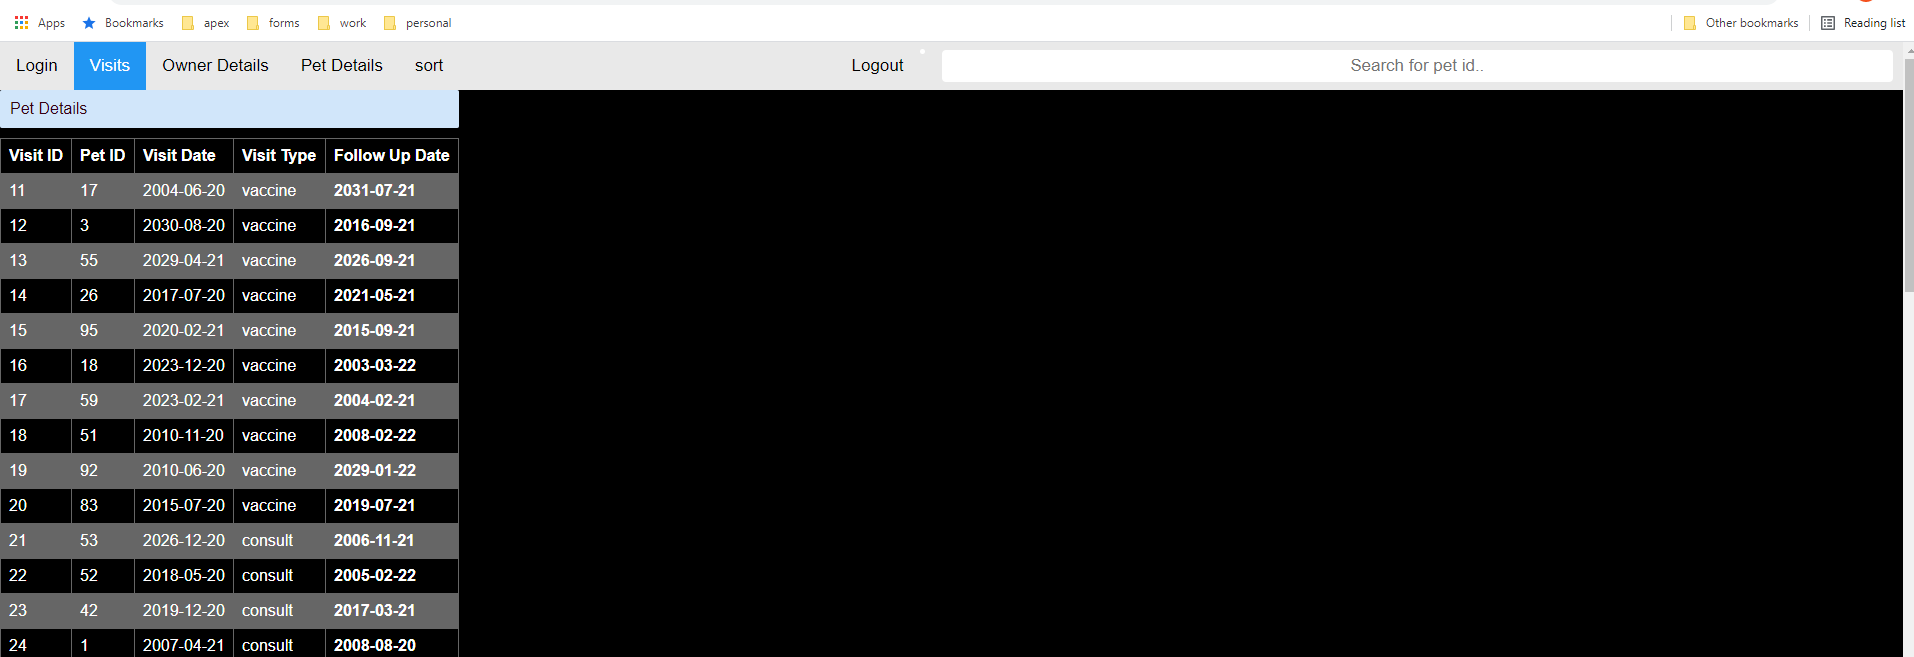 Apps Bookmarks apex forms work personal Other bookmarks Reading list
Login Visits Owner Details Pet Details sort Logout Search for pet id..
Pet Details
Visit ID Pet ID Visit Date Visit Type Follow Up Date
11 17 2004-06-20 vaccine 2031-07-21
12 3 2030-08-20 vaccine 2016-09-21
13 55 2029-04-21 vaccine 2026-09-21
14 26 2017-07-20 vaccine 2021-05-21
15 95 2020-02-21 vaccine 2015-09-21
16 18 2023-12-20 vaccine 2003-03-22
17 59 2023-02-21 vaccine 2004-02-21
18 51 2010-11-20 vaccine 2008-02-22
19 92 2010-06-20 vaccine 2029-01-22
20 83 2015-07-20 vaccine 2019-07-21
21 53 2026-12-20 consult 2006-11-21
22 52 2018-05-20 consult 2005-02-22
23 42 2019-12-20 consult 2017-03-21
24 1 2007-04-21 consult 2008-08-20